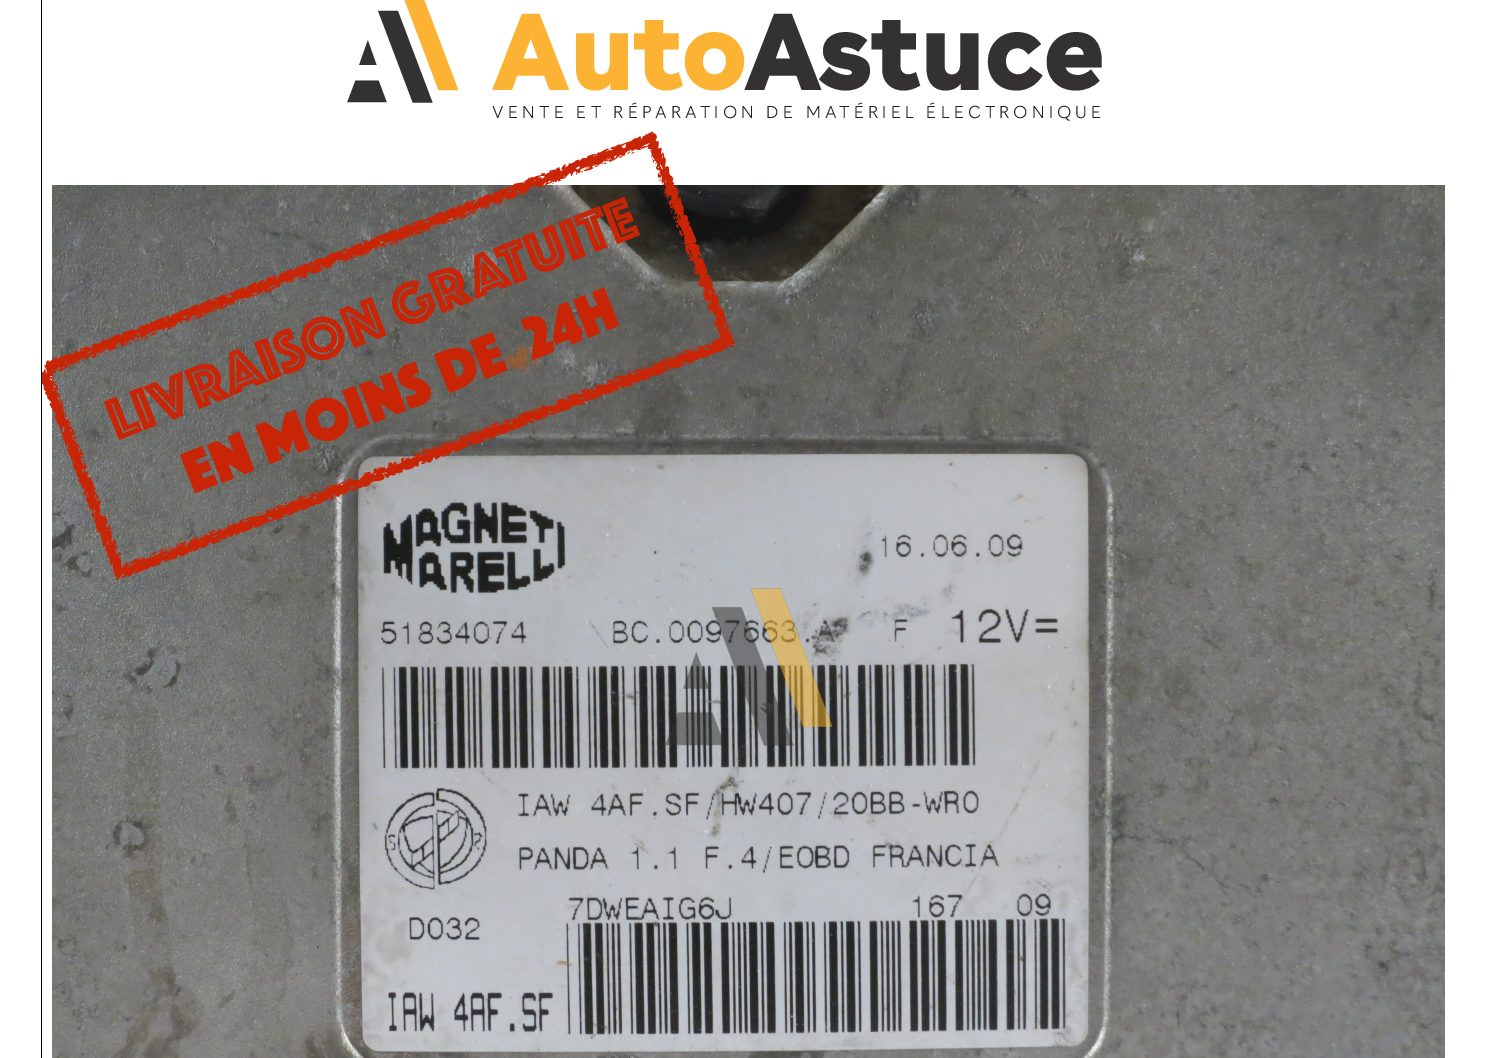 AutoAstuce
VENTE ET RÉPARATION DE MATÉRIEL ÉLECTRONIQUE
LIVRAISON GRATUITE
EN MOINS DE 24H
MAGNETI
MARELLI
16.06.09
51834074 BC.0097663.A F 12V=
IAW 4AF.SF/HW407/20BB-WR0
PANDA 1.1 F.4/EOBD FRANCIA
S R
7DWEAIG6J 167 09
D032
IAW 4AF.SF